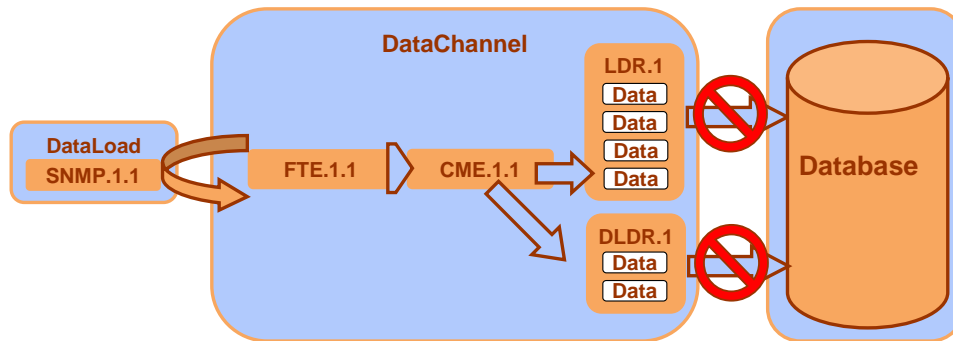 DataChannel
LDR.1
Data
Data
Data
Data
DataLoad
SNMP.1.1
FTE.1.1
CME.1.1
DLDR.1
Data
Data
Database